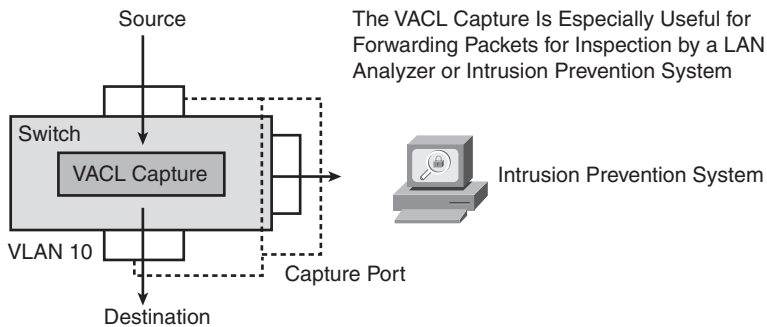 Source
The VACL Capture Is Especially Useful for
Forwarding Packets for Inspection by a LAN
Analyzer or Intrusion Prevention System
Switch
VACL Capture
Intrusion Prevention System
VLAN 10
Capture Port
Destination